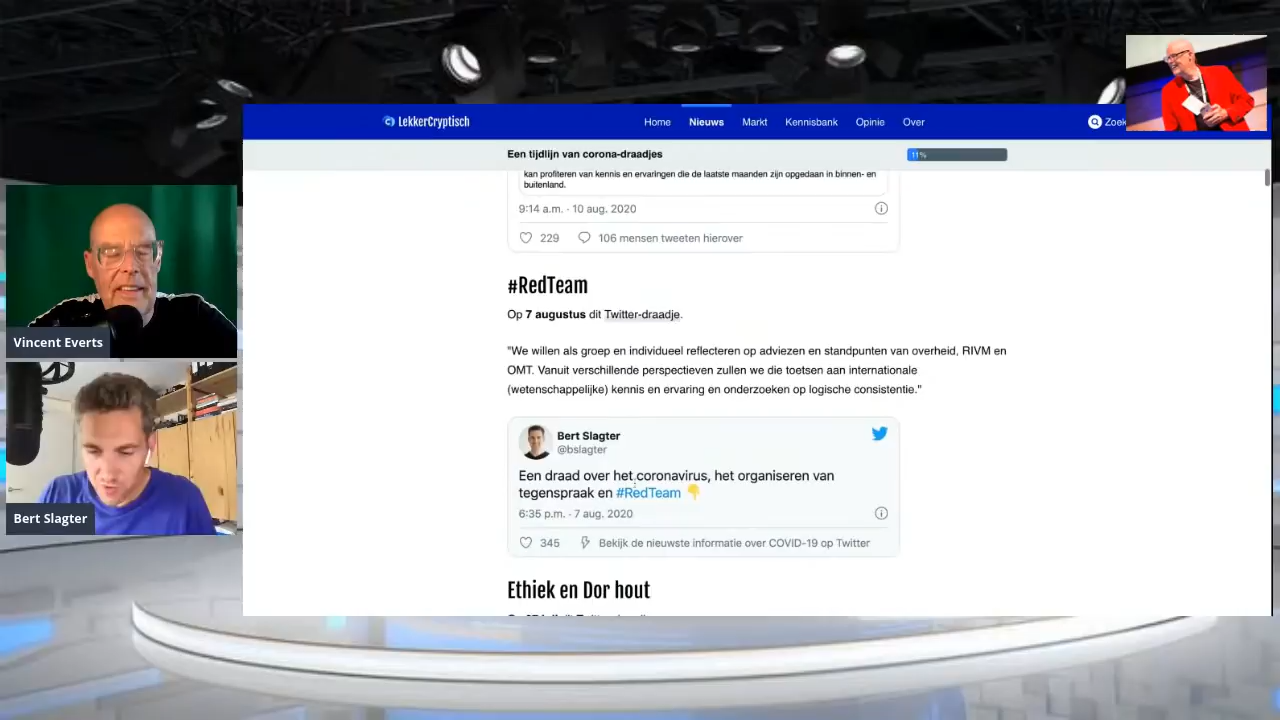 LekkerCryptisch
Home Nieuws Markt Kennisbank Opinie Over Zoek
Een tijdlijn van corona-draadjes
11%
kan profiteren van kennis en ervaringen die de laatste maanden zijn opgedaan in binnen- en
buitenland.
9:14 a.m. · 10 aug. 2020
229 106 mensen tweeten hierover
#RedTeam
Op 7 augustus dit Twitter-draadje.
"We willen als groep en individueel reflecteren op adviezen en standpunten van overheid, RIVM en
OMT. Vanuit verschillende perspectieven zullen we die toetsen aan internationale
(wetenschappelijke) kennis en ervaring en onderzoeken op logische consistentie."
Bert Slagter
@bslagter
Een draad over het coronavirus, het organiseren van
tegenspraak en #RedTeam 👇
6:35 p.m. · 7 aug. 2020
345 Bekijk de nieuwste informatie over COVID-19 op Twitter
Ethiek en Dor hout
Vincent Everts
Bert Slagter